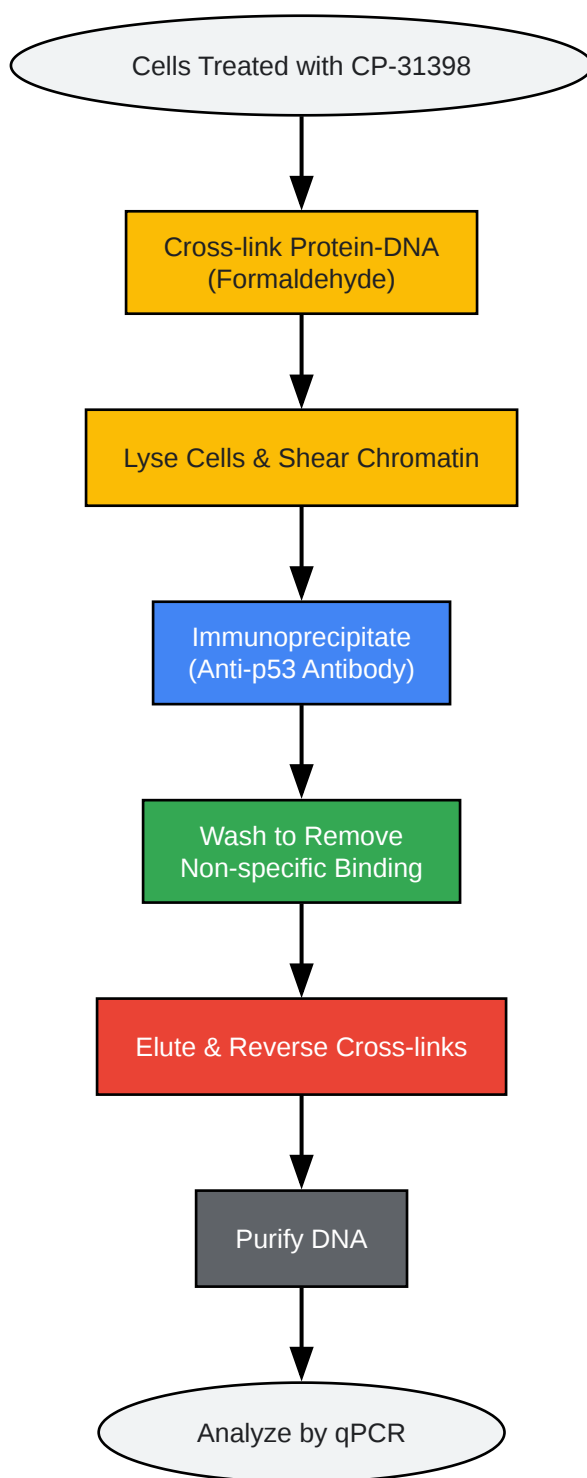 Cells Treated with CP-31398
Cross-link Protein-DNA
(Formaldehyde)
Lyse Cells & Shear Chromatin
Immunoprecipitate
(Anti-p53 Antibody)
Wash to Remove
Non-specific Binding
Elute & Reverse Cross-links
Purify DNA
Analyze by qPCR